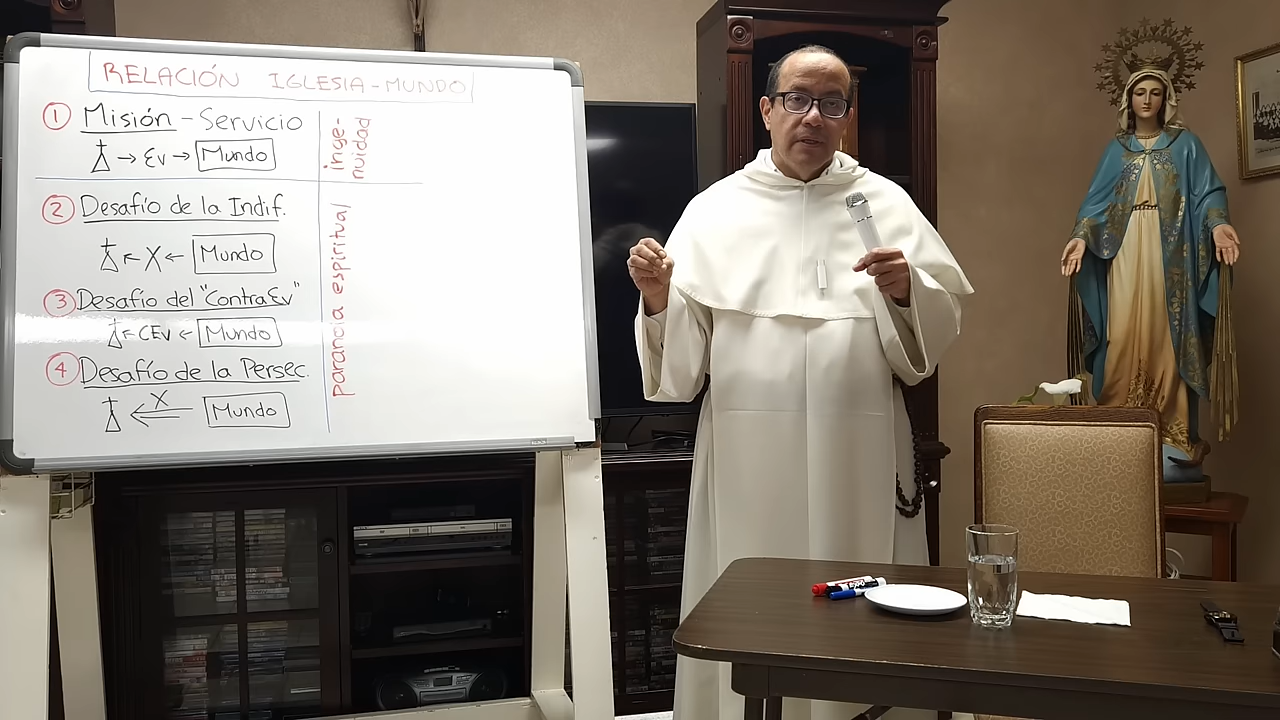 RELACIÓN IGLESIA-MUNDO
① Misión - Servicio
→ Ev → Mundo
② Desafío de la Indif.
← X ← Mundo
③ Desafío del "ContraEv"
← CEv ← Mundo
④ Desafío de la Persec.
X
← Mundo
inge-
nuidad
paranoia espiritual
EXPO